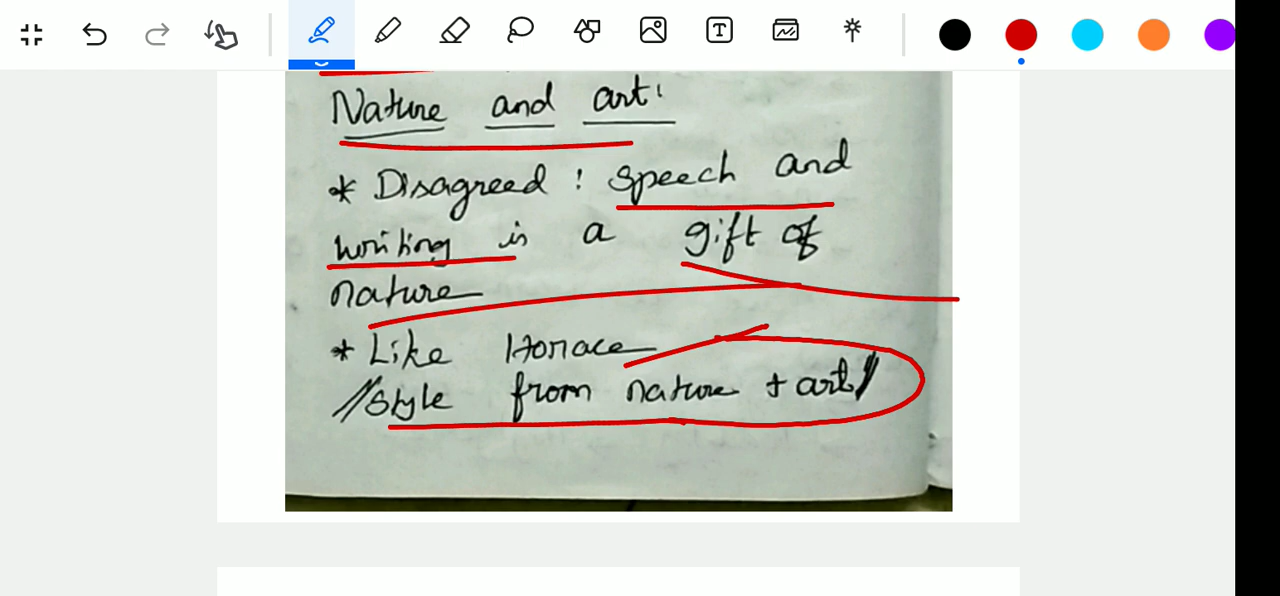 Nature and art:
* Disagreed : speech and
writing is a gift of
nature
* Like Horace
//style from nature + art//